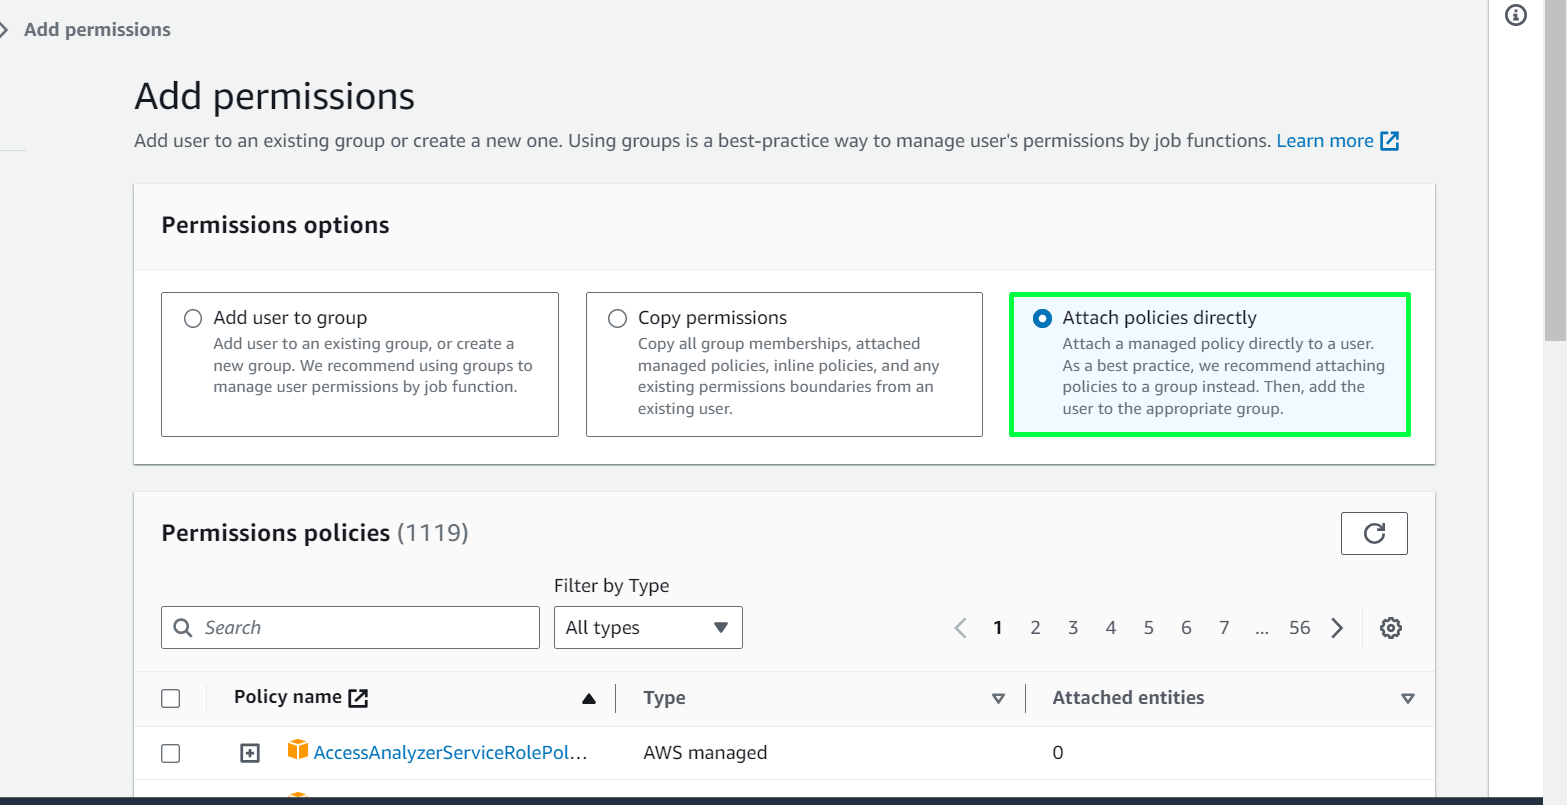 Add permissions
Add permissions
Add user to an existing group or create a new one. Using groups is a best-practice way to manage user's permissions by job functions. Learn more
Permissions options
Add user to group
Add user to an existing group, or create a
new group. We recommend using groups to
manage user permissions by job function.
Copy permissions
Copy all group memberships, attached
managed policies, inline policies, and any
existing permissions boundaries from an
existing user.
Attach policies directly
Attach a managed policy directly to a user.
As a best practice, we recommend attaching
policies to a group instead. Then, add the
user to the appropriate group.
Permissions policies (1119)
Filter by Type
Search
All types
1 2 3 4 5 6 7 ... 56
Policy name Type Attached entities
AccessAnalyzerServiceRolePol... AWS managed 0